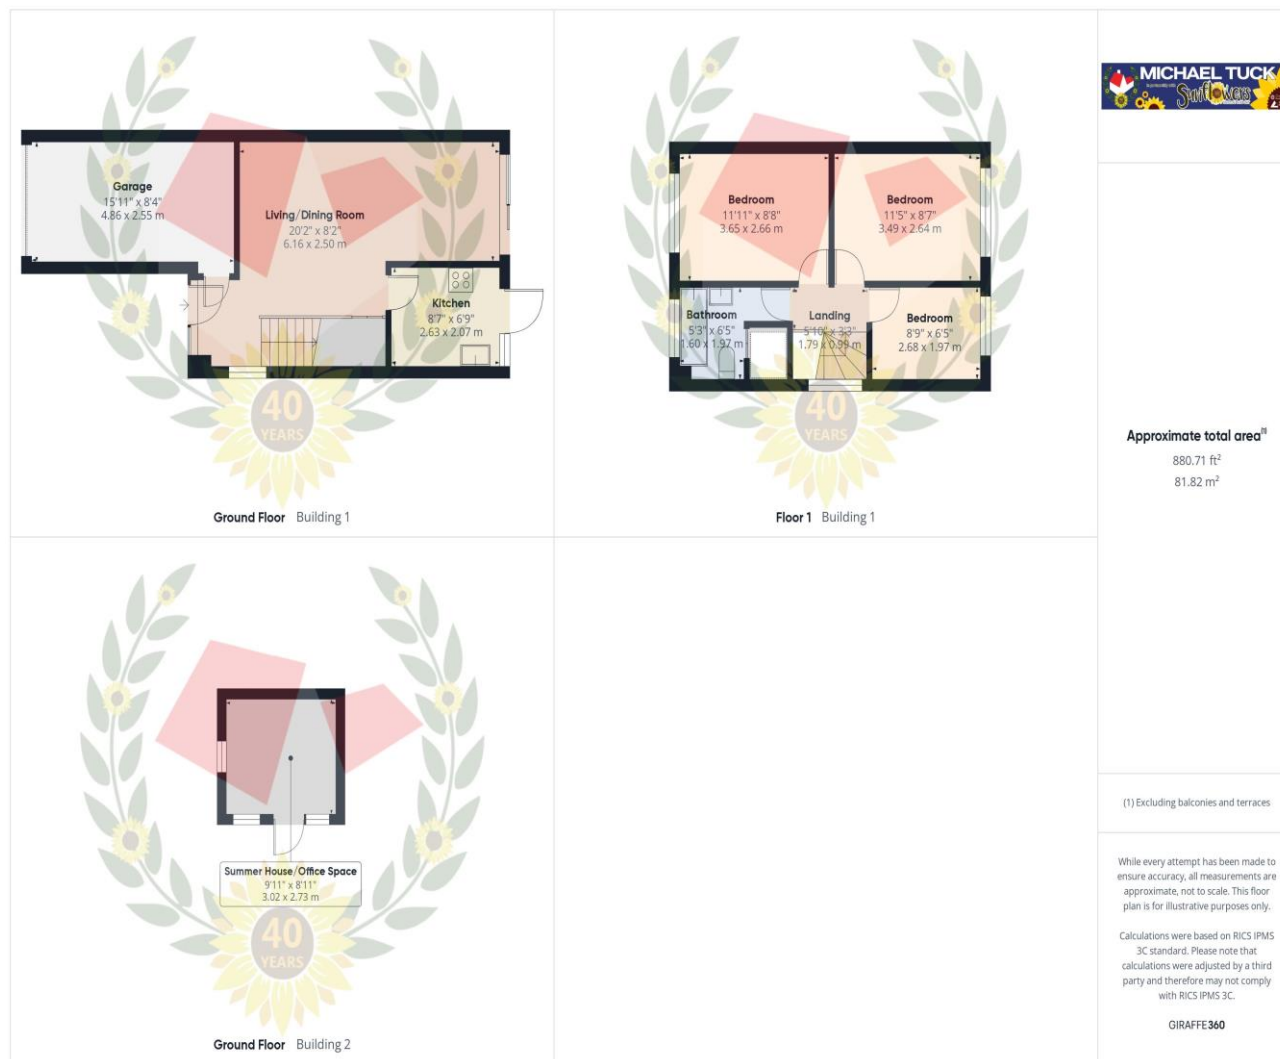 Garage
15'11" x 8'4"
4.86 x 2.55 m
Living/Dining Room
20'2" x 8'2"
6.16 x 2.50 m
Kitchen
8'7" x 6'9"
2.63 x 2.07 m
40
YEARS
Ground Floor Building 1
Bedroom
11'11" x 8'8"
3.65 x 2.66 m
Bedroom
11'5" x 8'7"
3.49 x 2.64 m
Bathroom
5'3" x 6'5"
1.60 x 1.97 m
Landing
5'10" x 3'3"
1.79 x 0.99 m
Bedroom
8'9" x 6'5"
2.68 x 1.97 m
40
YEARS
Floor 1 Building 1
Summer House/Office Space
9'11" x 8'11"
3.02 x 2.73 m
40
YEARS
Ground Floor Building 2
MICHAEL TUCK
Sunflowers
Approximate total area(1)
880.71 ft²
81.82 m²
(1) Excluding balconies and terraces
While every attempt has been made to
ensure accuracy, all measurements are
approximate, not to scale. This floor
plan is for illustrative purposes only.
Calculations were based on RICS IPMS
3C standard. Please note that
calculations were adjusted by a third
party and therefore may not comply
with RICS IPMS 3C.
GIRAFFE360